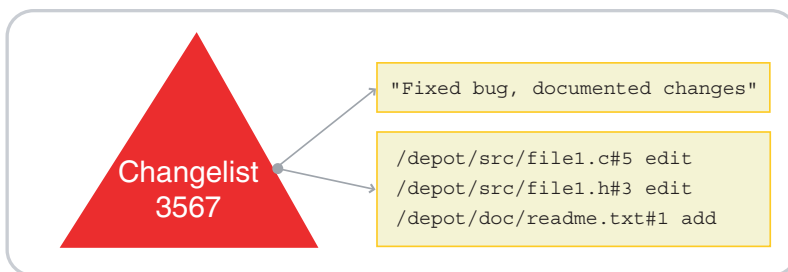 Changelist
3567
"Fixed bug, documented changes"
/depot/src/file1.c#5 edit
/depot/src/file1.h#3 edit
/depot/doc/readme.txt#1 add